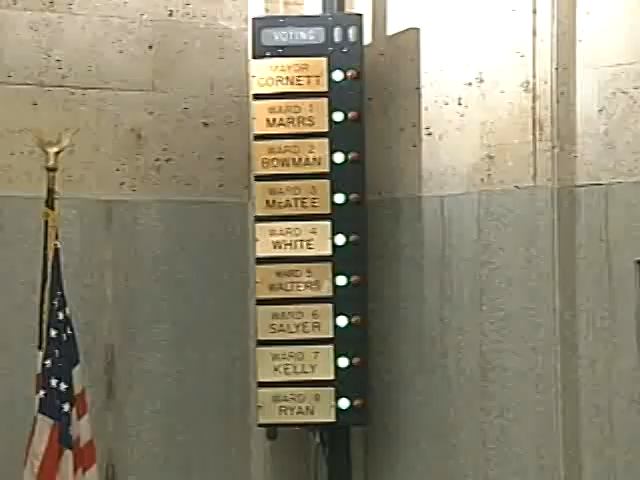 VOTING
MAYOR
CORNETT
WARD 1
MARRS
WARD 2
BOWMAN
WARD 3
McATEE
WARD 4
WHITE
WARD 5
WALTERS
WARD 6
SALYER
WARD 7
KELLY
WARD 8
RYAN